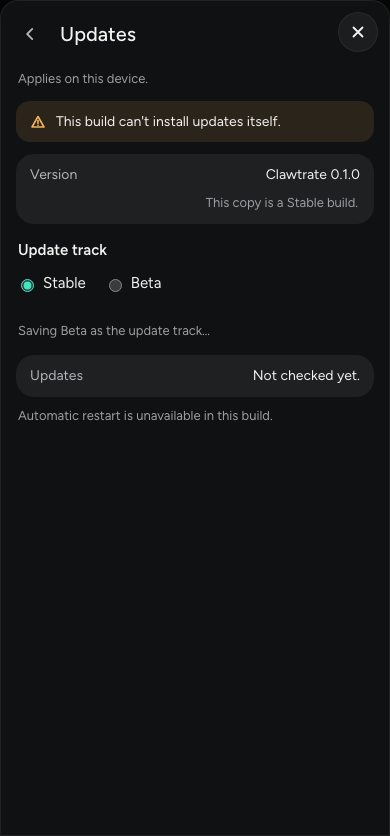 Updates
Applies on this device.
This build can't install updates itself.
Version Clawtrate 0.1.0
This copy is a Stable build.
Update track
Stable Beta
Saving Beta as the update track...
Updates Not checked yet.
Automatic restart is unavailable in this build.